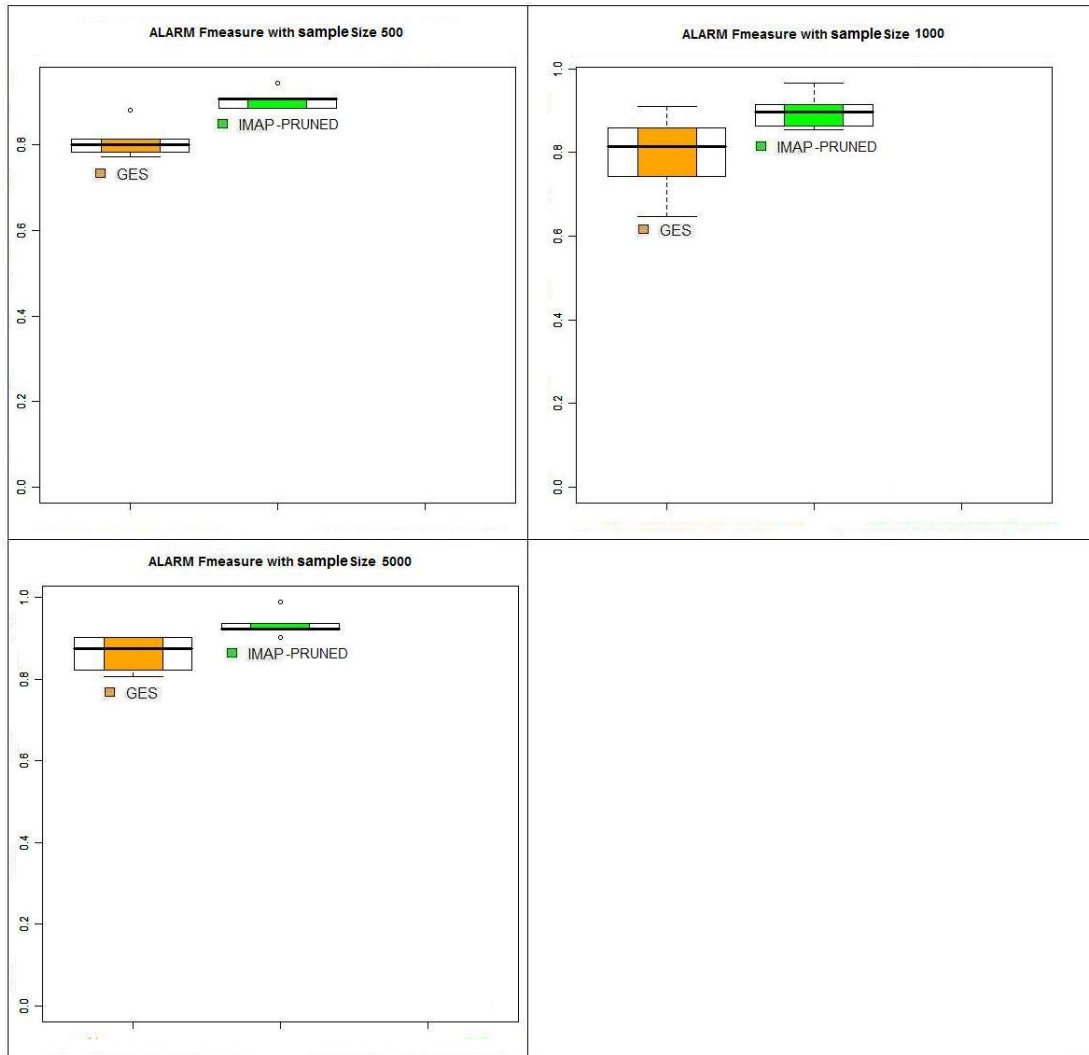 ALARM Fmeasure with sample Size 500
0.8
0.6
0.4
0.2
0.0
GES
IMAP-PRUNED
ALARM Fmeasure with sample Size 1000
1.0
0.8
0.6
0.4
0.2
0.0
GES
IMAP-PRUNED
ALARM Fmeasure with sample Size 5000
1.0
0.8
0.6
0.4
0.2
0.0
GES
IMAP-PRUNED